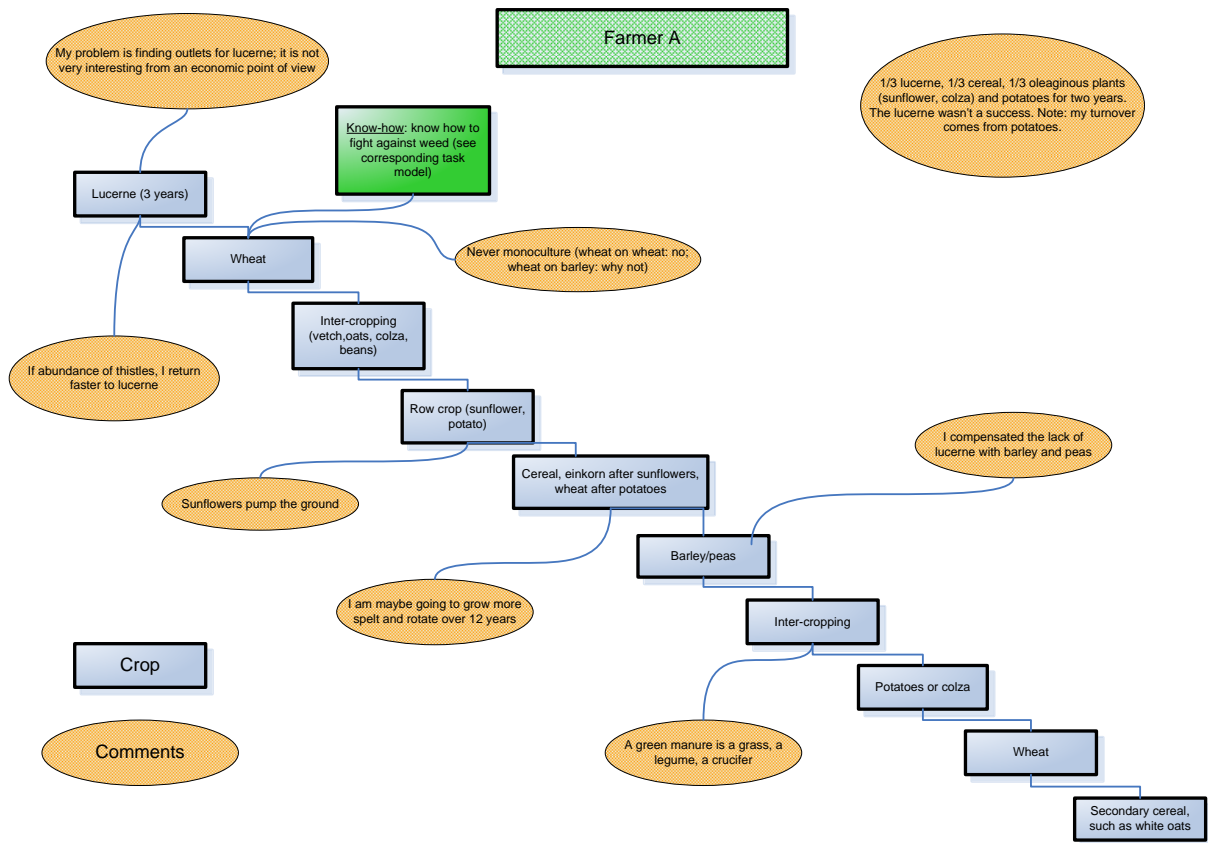 Farmer A
My problem is finding outlets for lucerne; it is not
very interesting from an economic point of view
1/3 lucerne, 1/3 cereal, 1/3 oleaginous plants
(sunflower, colza) and potatoes for two years.
The lucerne wasn't a success. Note: my turnover
comes from potatoes.
Know-how: know how to
fight against weed (see
corresponding task
model)
Lucerne (3 years)
Wheat
Never monoculture (wheat on wheat: no;
wheat on barley: why not)
Inter-cropping
(vetch,oats, colza,
beans)
If abundance of thistles, I return
faster to lucerne
Row crop (sunflower,
potato)
I compensated the lack of
lucerne with barley and peas
Cereal, einkorn after sunflowers,
wheat after potatoes
Sunflowers pump the ground
Barley/peas
I am maybe going to grow more
spelt and rotate over 12 years
Inter-cropping
Crop
Potatoes or colza
Comments
A green manure is a grass, a
legume, a crucifer
Wheat
Secondary cereal,
such as white oats